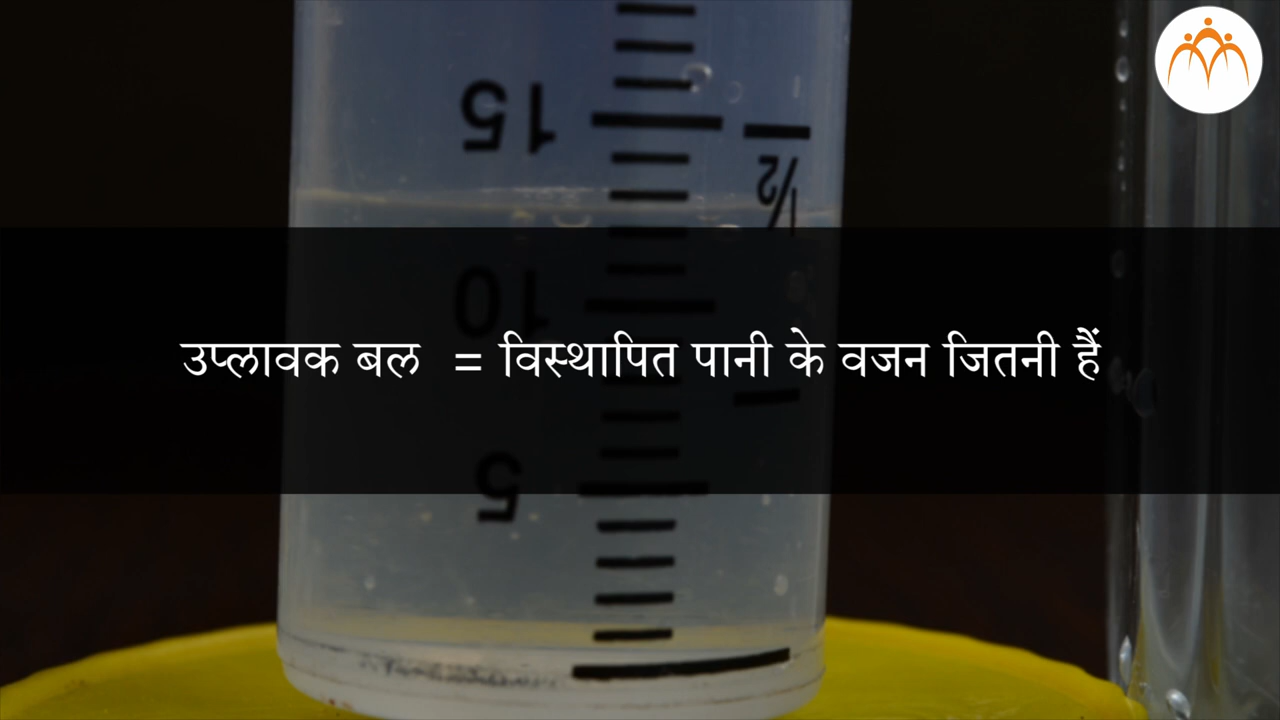 15
½
10
उप्लावक बल = विस्थापित पानी के वजन जितनी हैं
5